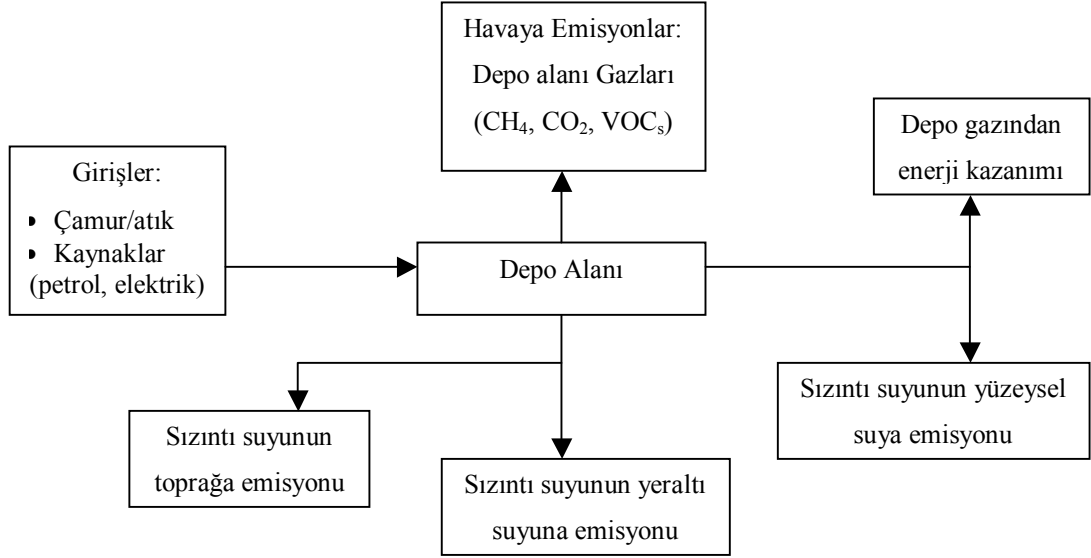 Havaya Emisyonlar:
Depo alanı Gazları
(CH₄, CO₂, VOCₛ)
Depo gazından
enerji kazanımı
Girişler:
• Çamur/atık
• Kaynaklar
(petrol, elektrik)
Depo Alanı
Sızıntı suyunun yüzeysel
suya emisyonu
Sızıntı suyunun
toprağa emisyonu
Sızıntı suyunun yeraltı
suyuna emisyonu